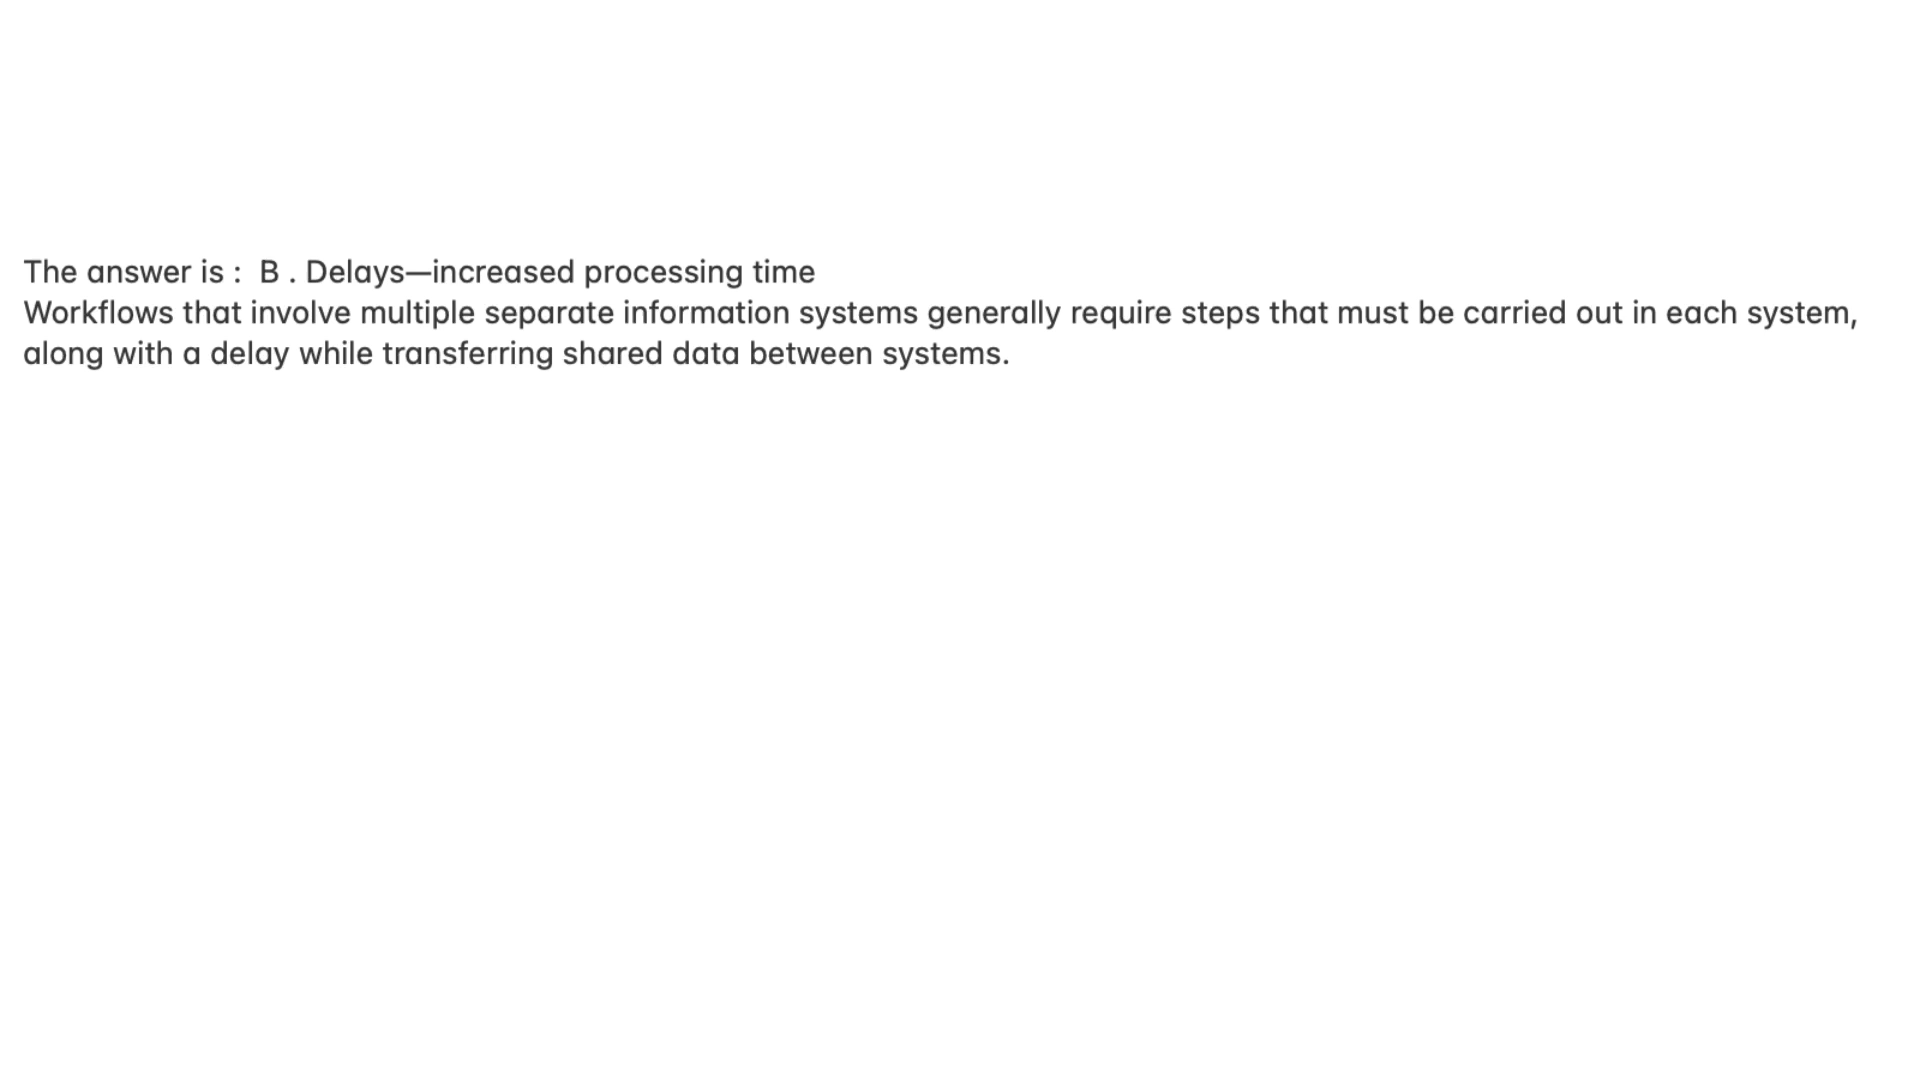 The answer is :  B . Delays—increased processing time
Workflows that involve multiple separate information systems generally require steps that must be carried out in each system,
along with a delay while transferring shared data between systems.